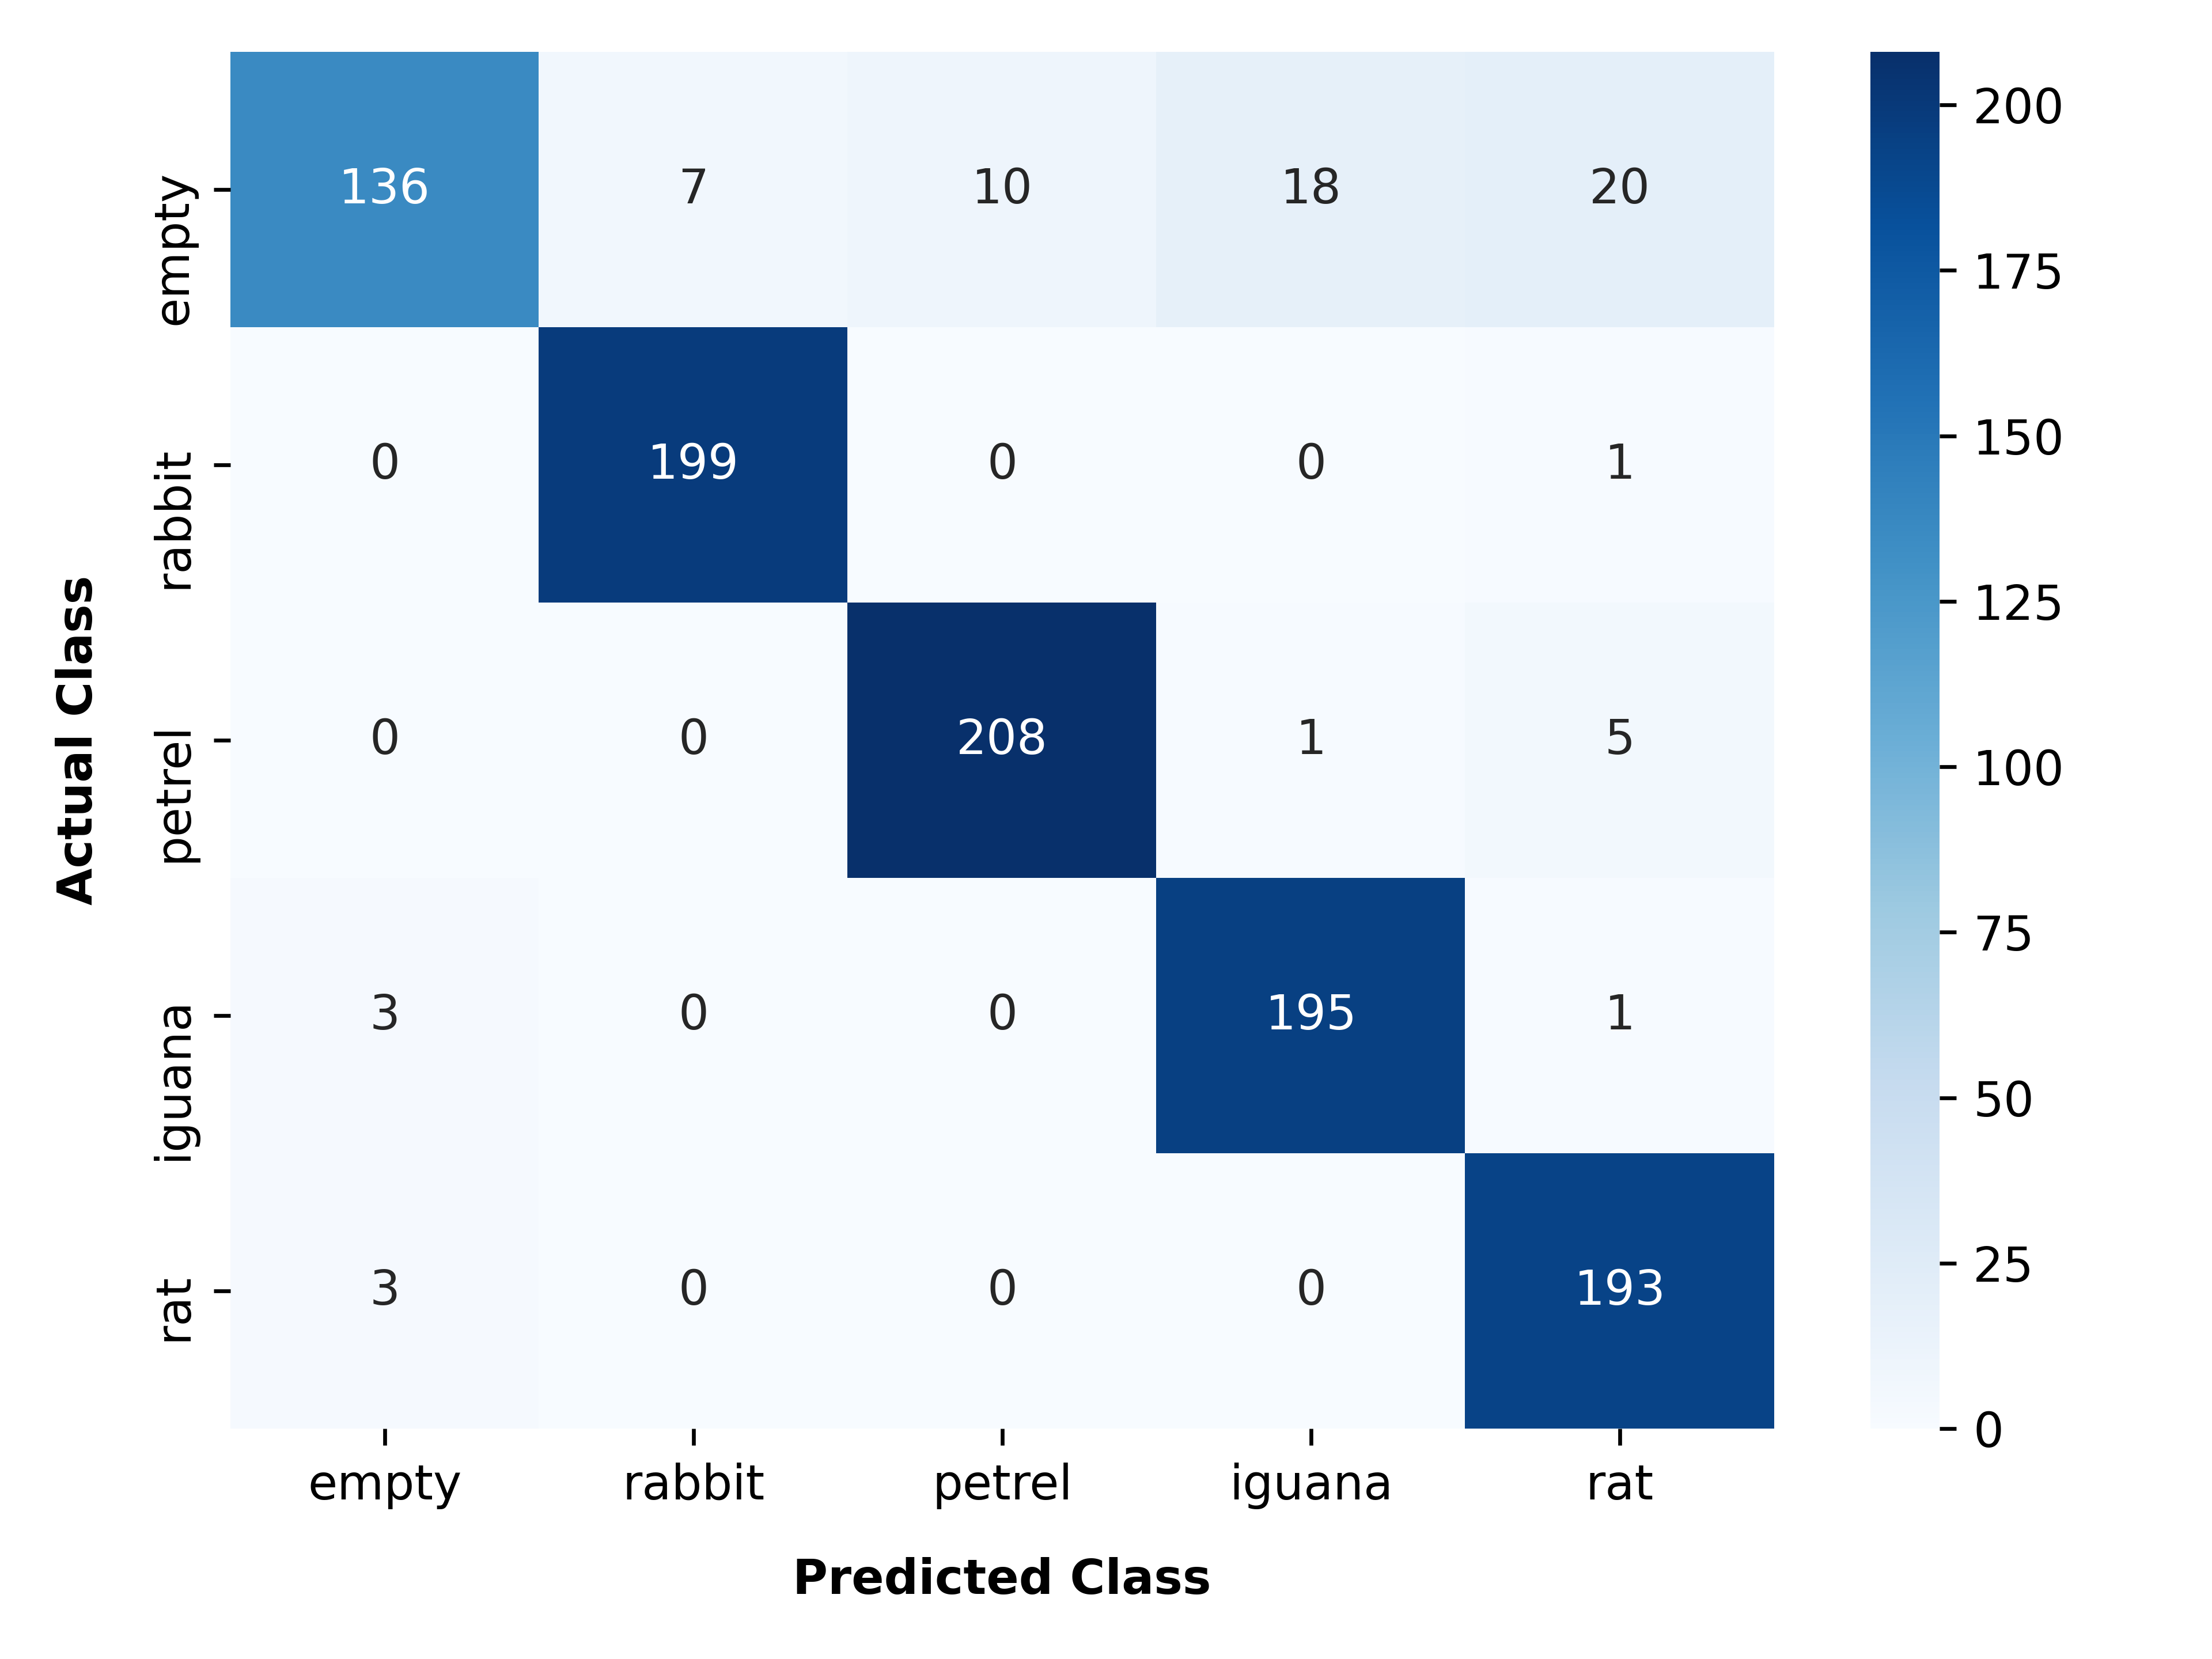 136 7 10 18 20
0 199 0 0 1
0 0 208 1 5
3 0 0 195 1
3 0 0 0 193
empty
rabbit
petrel
iguana
rat
Actual Class
empty rabbit petrel iguana rat
Predicted Class
200
175
150
125
100
75
50
25
0